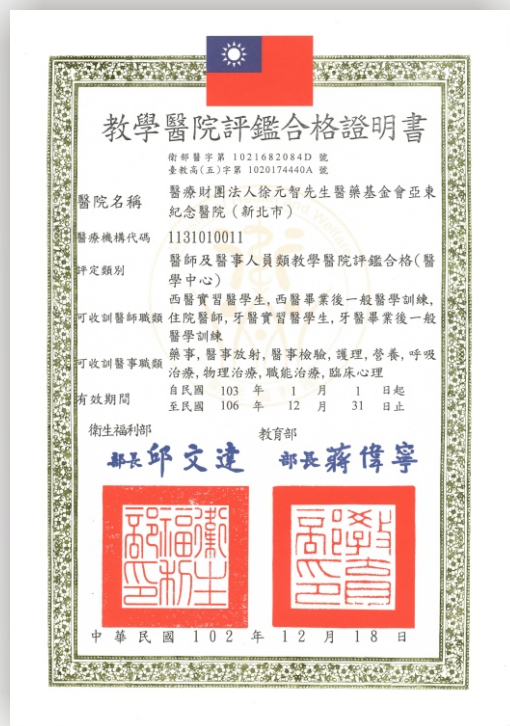 教學醫院評鑑合格證明書
衛部醫字第 1021682084D 號
臺教高(五)字第 1020174440A 號
醫院名稱 醫療財團法人徐元智先生醫藥基金會亞東
紀念醫院(新北市)
醫療機構代碼 1131010011
評定類別 醫師及醫事人員類教學醫院評鑑合格(醫
學中心)
可收訓醫師職類 西醫實習醫學生,西醫畢業後一般醫學訓練,
住院醫師,牙醫實習醫學生,牙醫畢業後一般
醫學訓練
可收訓醫事職類 藥事,醫事放射,醫事檢驗,護理,營養,呼吸
治療,物理治療,職能治療,臨床心理
有效期間 自民國 103 年 1 月 1 日起
至民國 106 年 12 月 31 日止
衛生福利部 教育部
部長邱文達 部長蔣偉寧
衛生福利部印 教育部印
中華民國 102 年 12 月 18 日